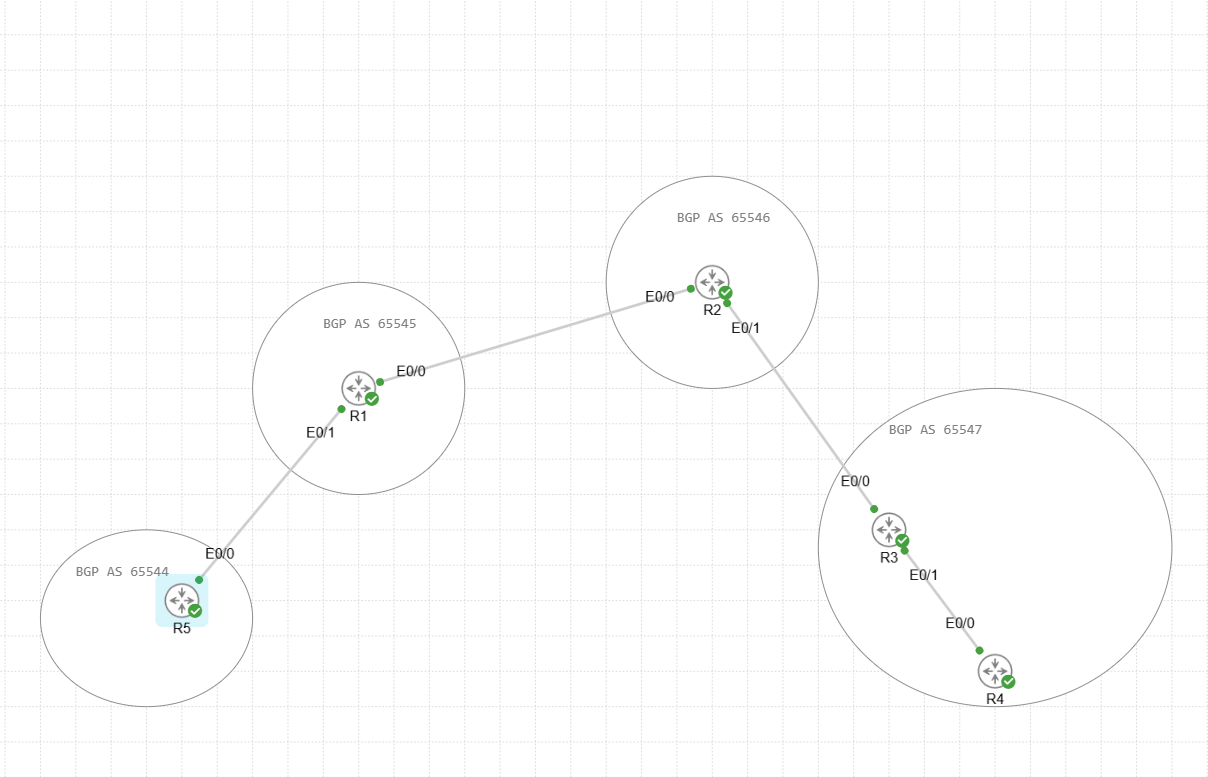 BGP AS 65546
E0/0
R2
E0/1
BGP AS 65545
E0/0
R1
E0/1
BGP AS 65547
E0/0
R3
E0/1
E0/0
R4
E0/0
BGP AS 65544
R5